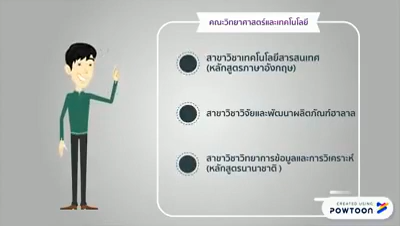 คณะวิทยาศาสตร์และเทคโนโลยี
สาขาวิชาเทคโนโลยีสารสนเทศ
(หลักสูตรภาษาอังกฤษ)
สาขาวิชาวิจัยและพัฒนาผลิตภัณฑ์ฮาลาล
สาขาวิชาวิทยาการข้อมูลและการวิเคราะห์
(หลักสูตรนานาชาติ )
CREATED USING
POWTOON